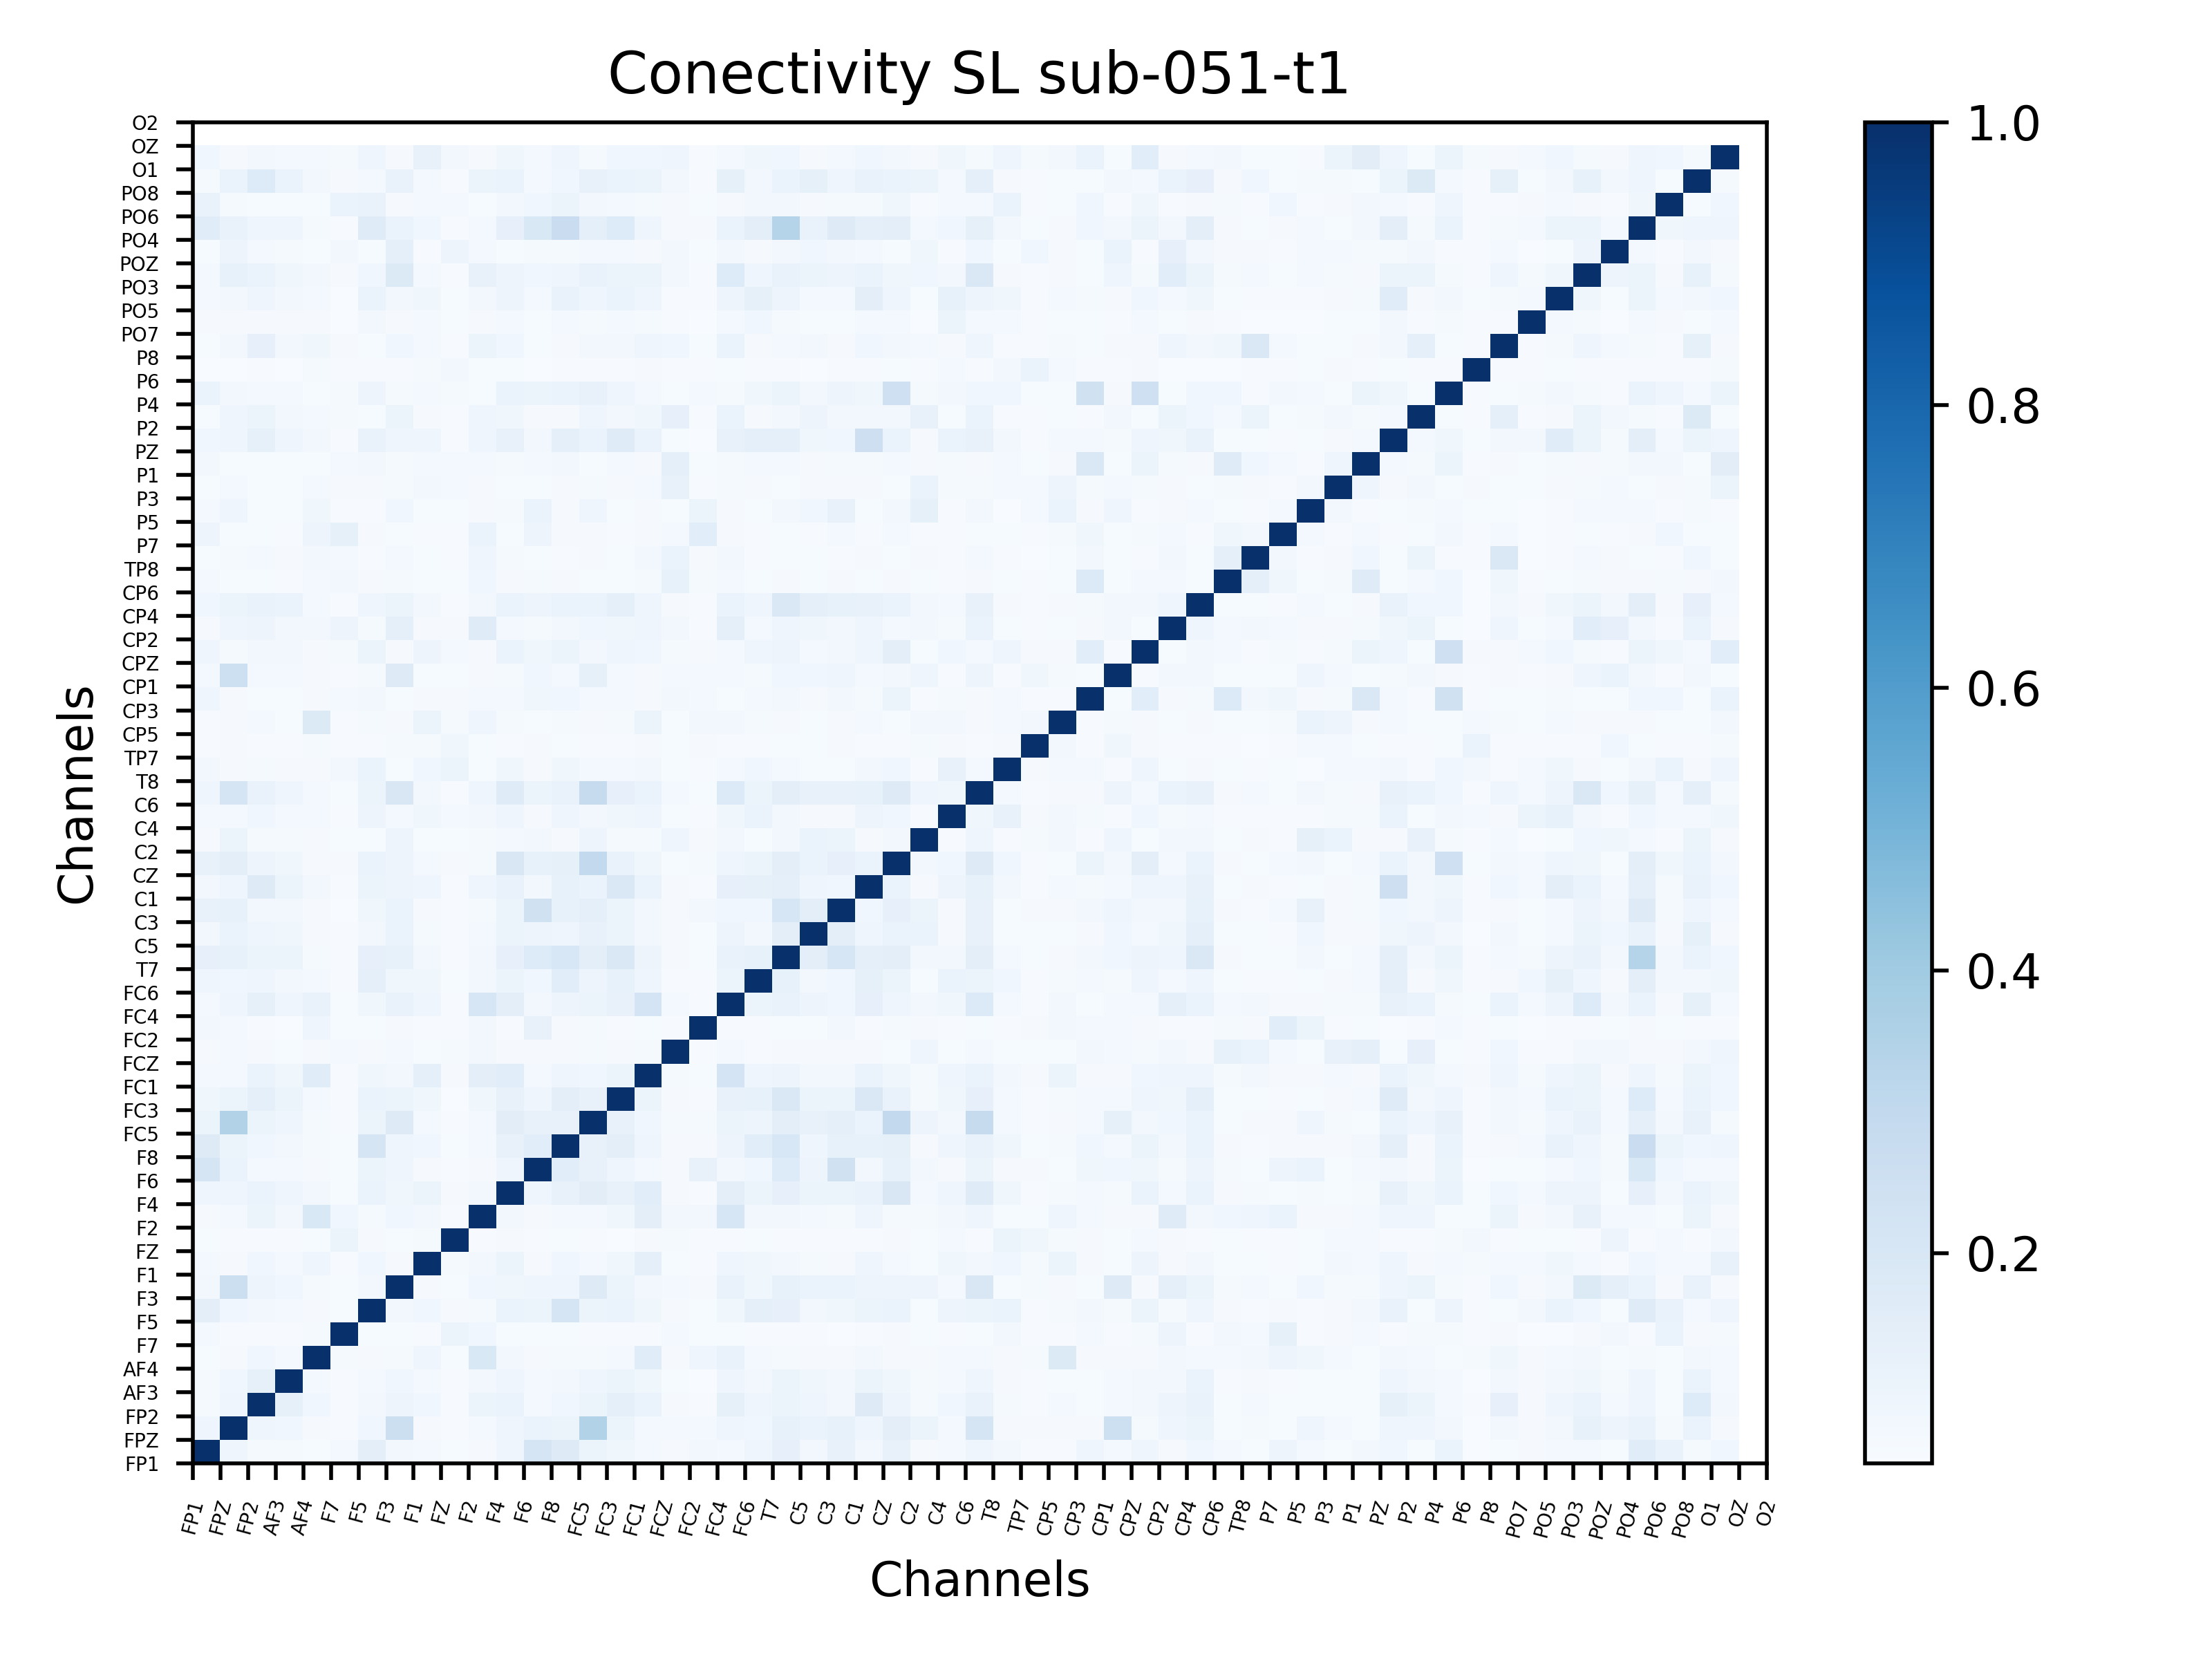 Conectivity SL sub-051-t1
O2
OZ
O1
PO8
PO6
PO4
POZ
PO3
PO5
PO7
P8
P6
P4
P2
PZ
P1
P3
P5
P7
TP8
CP6
CP4
CP2
CPZ
CP1
CP3
CP5
TP7
T8
C6
C4
C2
CZ
C1
C3
C5
T7
FC6
FC4
FC2
FCZ
FC1
FC3
FC5
F8
F6
F4
F2
FZ
F1
F3
F5
F7
AF4
AF3
FP2
FPZ
FP1
Channels
FP1 FPZ FP2 AF3 AF4 F7 F5 F3 F1 FZ F2 F4 F6 F8 FC5 FC3 FC1 FCZ FC2 FC4 FC6 T7 C5 C3 C1 CZ C2 C4 C6 T8 TP7 CP5 CP3 CP1 CPZ CP2 CP4 CP6 TP8 P7 P5 P3 P1 PZ P2 P4 P6 P8 PO7 PO5 PO3 POZ PO4 PO6 PO8 O1 OZ O2
Channels
1.0
0.8
0.6
0.4
0.2